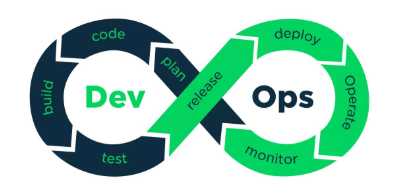 code
plan
build
test
Dev
release
deploy
Operate
monitor
Ops